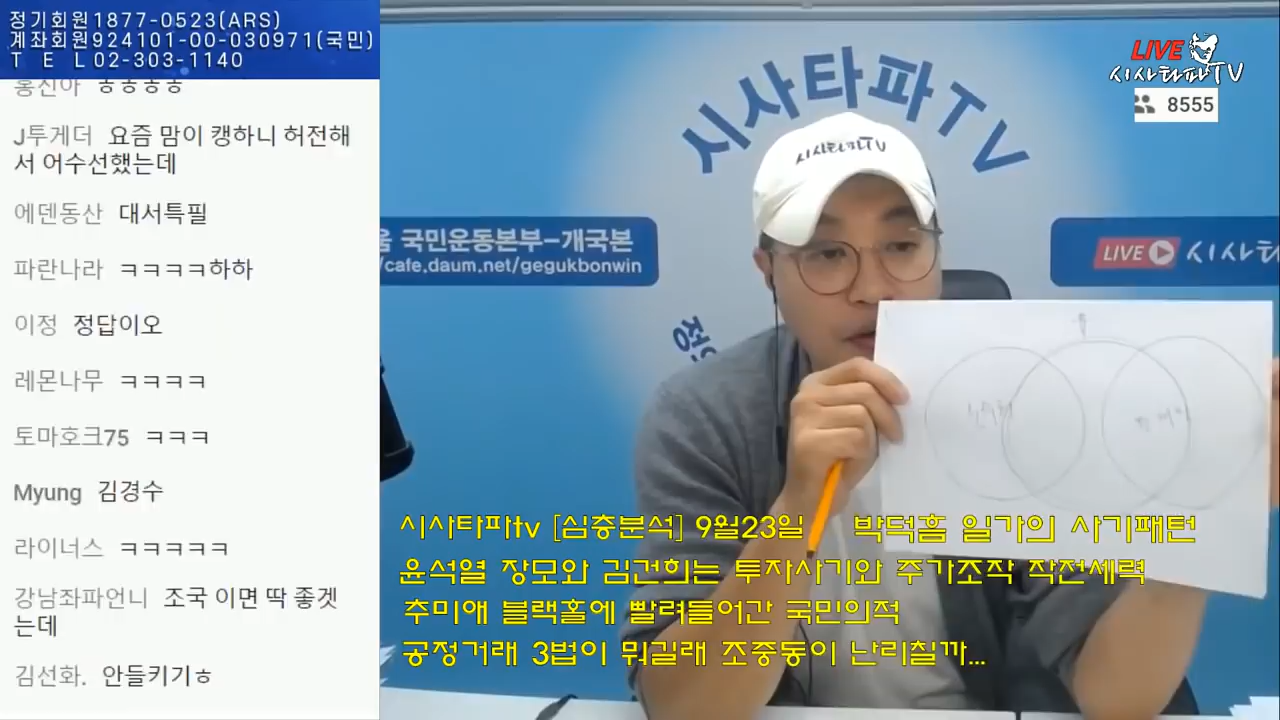 정기회원1877-0523(ARS)
계좌회원924101-00-030971(국민)
T E L 02-303-1140
홍진아 ㅎㅎㅎㅎ
J투게더 요즘 맘이 캥하니 허전해
서 어수선했는데
에덴동산 대서특필
파란나라 ㅋㅋㅋㅋ하하
이정 정답이오
레몬나무 ㅋㅋㅋㅋ
토마호크75 ㅋㅋㅋ
Myung 김경수
라이너스 ㅋㅋㅋㅋㅋ
강남좌파언니 조국 이면 딱 좋겟
는데
김선화. 안들키기ㅎ
LIVE
시사타파TV
8555
시사타파TV
시사타파TV
움 국민운동본부-개국본
/cafe.daum.net/gegukbonwin
LIVE 시사타
정의
시사타파tv [심층분석] 9월23일 박덕흠 일가의 사기패턴
윤석열 장모와 김건희는 투자사기와 주가조작 작전세력
추미애 블랙홀에 빨려들어간 국민의적
공정거래 3법이 뭐길래 조중동이 난리칠까...